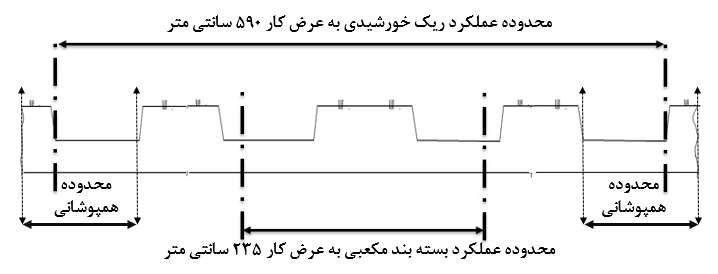 محدوده عملکرد ریک خورشیدی به عرض کار ۵۹۰ سانتی متر
محدوده
همپوشانی
محدوده
همپوشانی
محدوده عملکرد بسته بند مکعبی به عرض کار ۲۳۵ سانتی متر